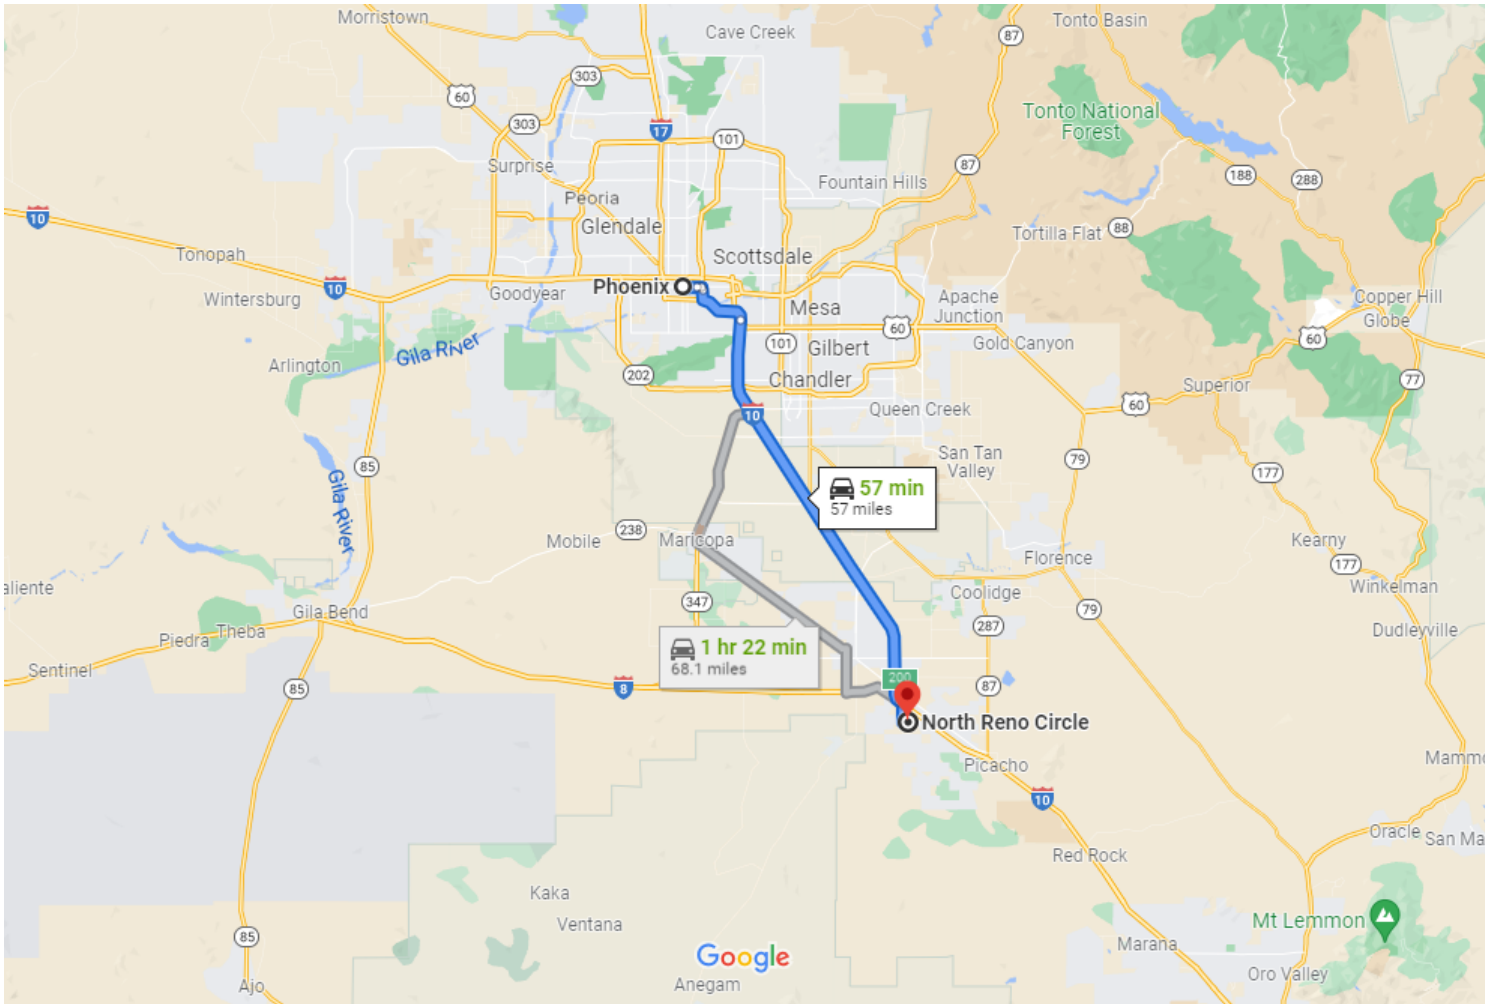 Morristown
Cave Creek
Tonto Basin
87
303
60
303
17
101
Tonto National
Forest
Surprise
87
Fountain Hills
188
288
Peoria
10
Glendale
Tortilla Flat
88
Tonopah
Scottsdale
10
Phoenix
Goodyear
Wintersburg
Mesa
Apache
Junction
Copper Hill
Globe
60
60
Gila River
101
Gilbert
Gold Canyon
Arlington
202
Chandler
Superior
77
60
10
Queen Creek
85
San Tan
Valley
79
177
Gila River
57 min
57 miles
238
Mobile
Maricopa
Kearny
Florence
177
Winkelman
aliente
Coolidge
347
Gila Bend
79
Theba
Piedra
287
Dudleyville
1 hr 22 min
68.1 miles
Sentinel
85
8
200
87
North Reno Circle
Picacho
Mammo
10
Oracle
San Ma
Red Rock
Kaka
Ventana
Mt Lemmon
85
Marana
Google
Oro Valley
Ajo
Anegam